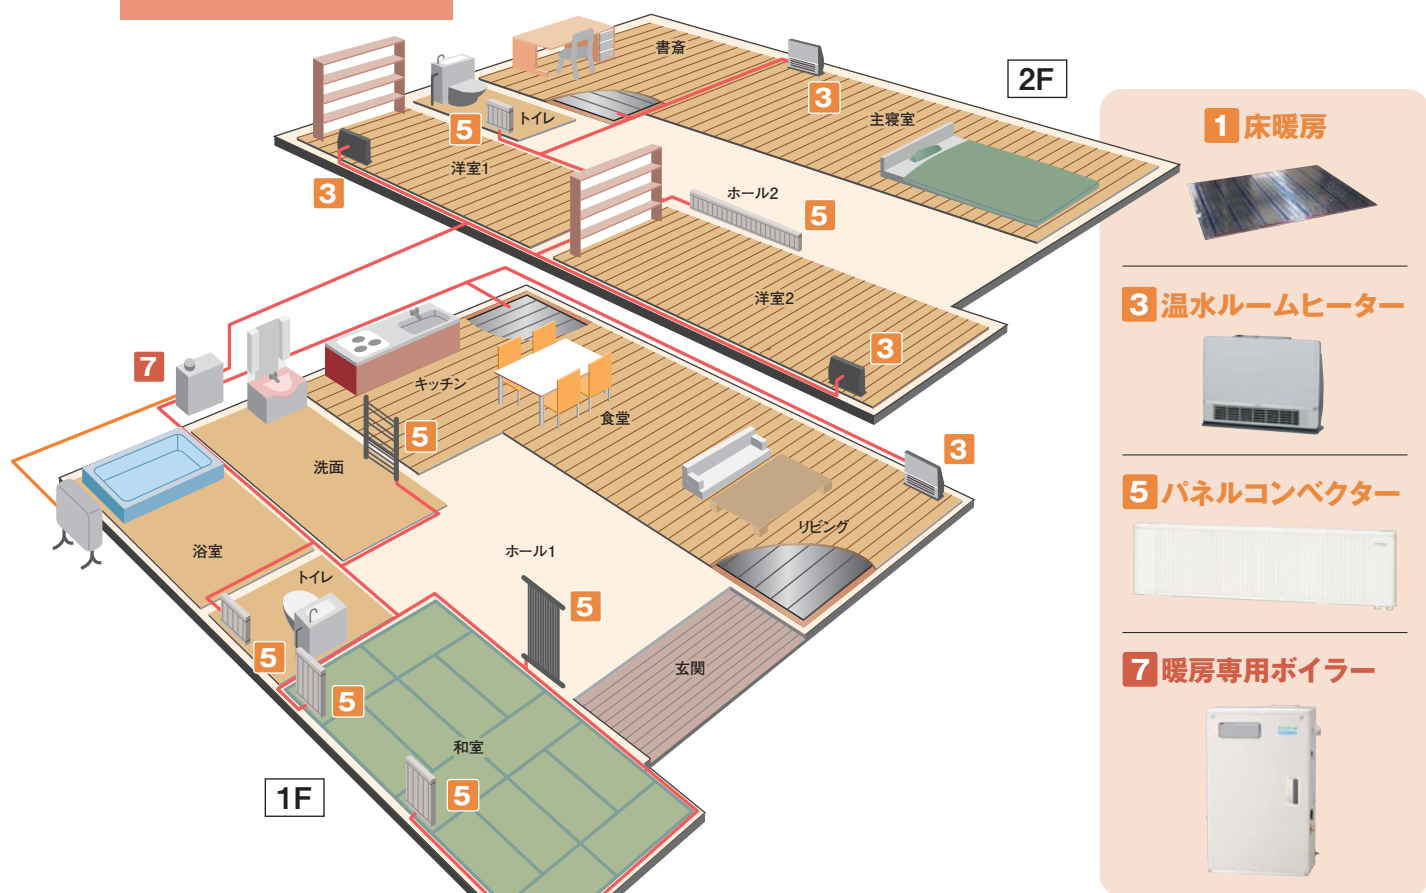 書斎
3
2F
主寝室
トイレ
5
洋室1
3
ホール2
5
洋室2
3
7
キッチン
5
食堂
3
洗面
リビング
浴室
ホール1
トイレ
5
5
5
玄関
和室
5
1F
1 床暖房
3 温水ルームヒーター
5 パネルコンベクター
7 暖房専用ボイラー